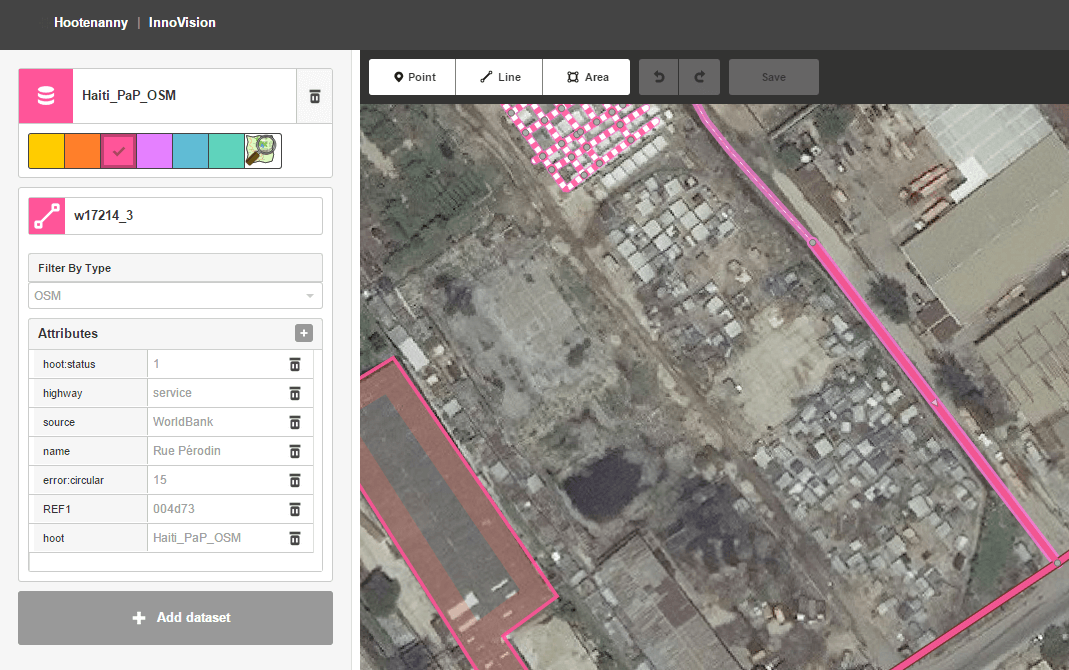 Hootenanny | InnoVision
Point Line Area Save
Haiti_PaP_OSM
w17214_3
Filter By Type
OSM
Attributes +
hoot:status 1
highway service
source WorldBank
name Rue Pérodin
error:circular 15
REF1 004d73
hoot Haiti_PaP_OSM
+ Add dataset